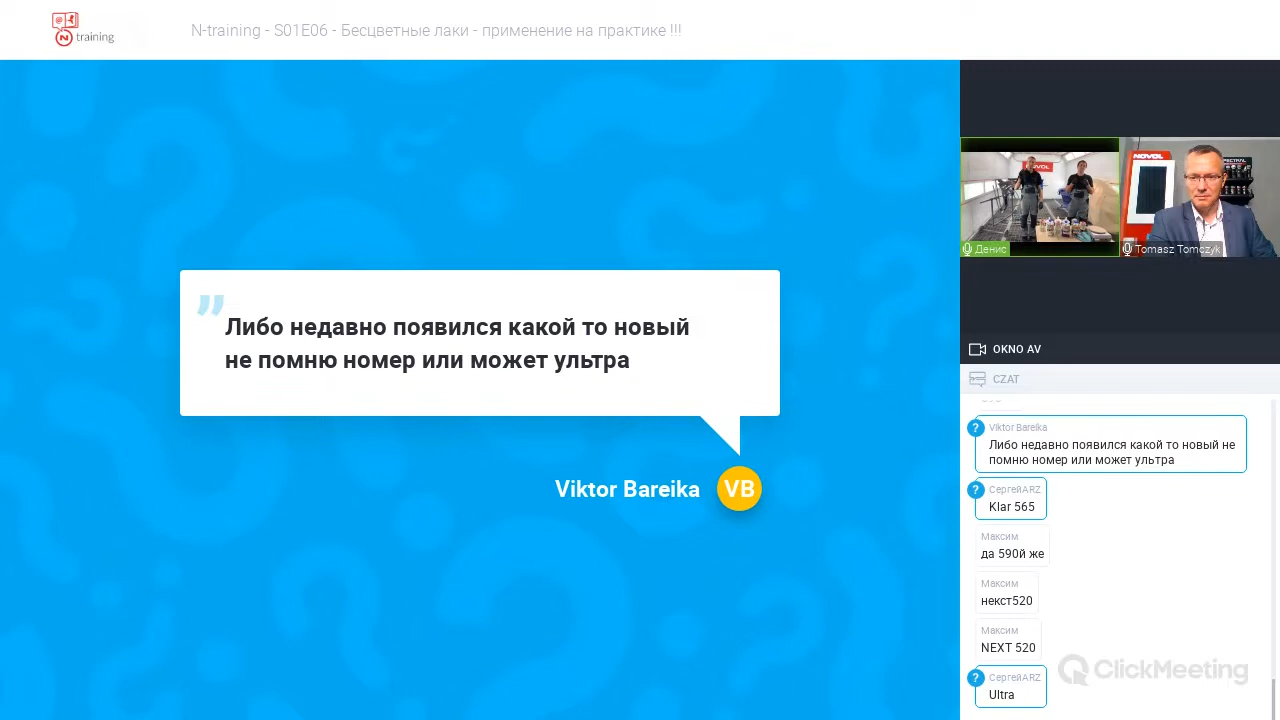 training
N-training - S01E06 - Бесцветные лаки - применение на практике !!!
Либо недавно появился какой то новый
не помню номер или может ультра
Viktor Bareika
VB
NOVOL
Денис
Tomasz Tomczyk
OKNO AV
CZAT
Viktor Bareika
Либо недавно появился какой то новый не
помню номер или может ультра
СергейARZ
Klar 565
Максим
да 590й же
Максим
некст520
Максим
NEXT 520
СергейARZ
Ultra
ClickMeeting